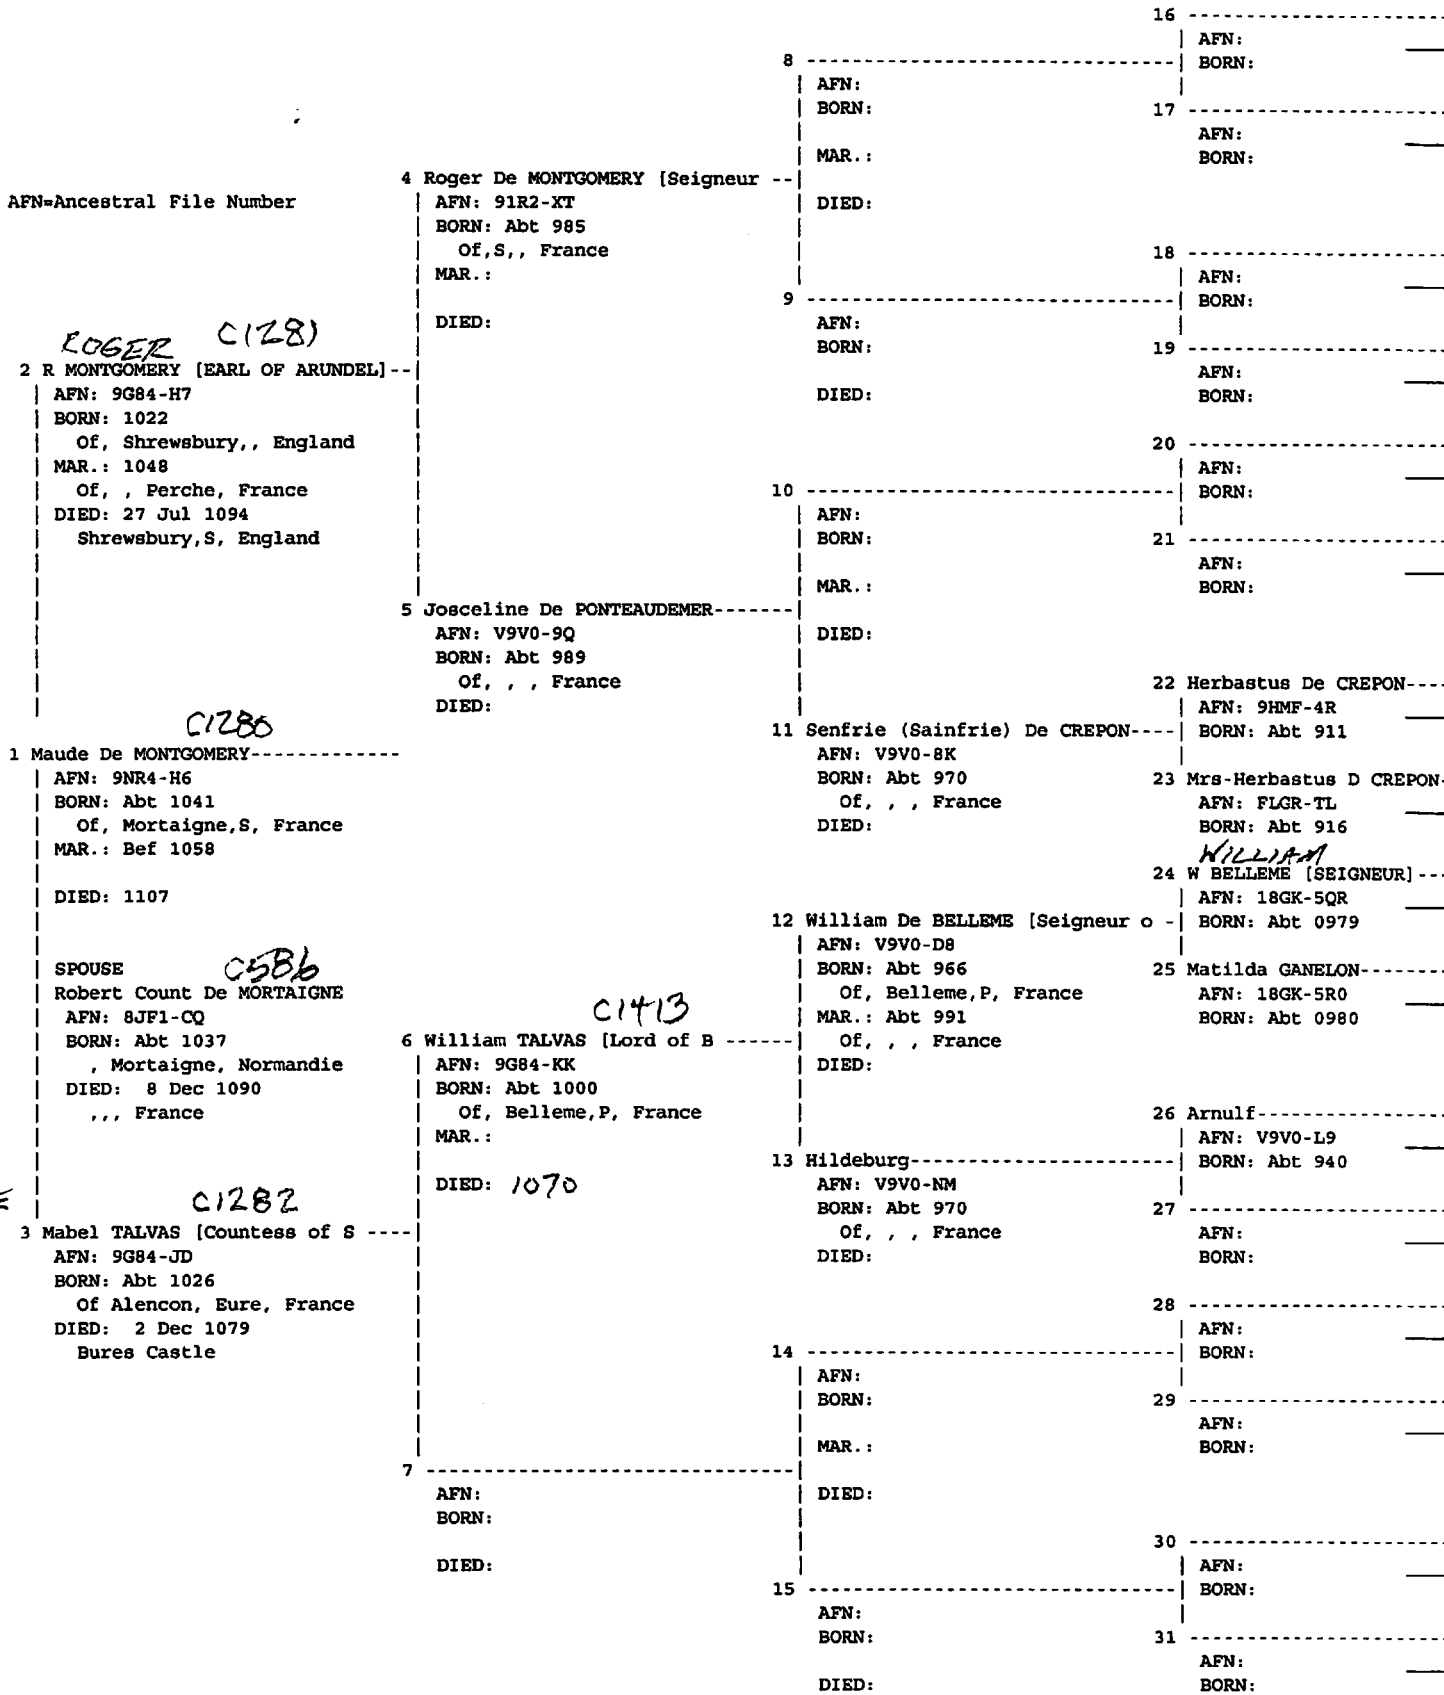 AFN=Ancestral File Number
ROGER C1281
2 R MONTGOMERY [EARL OF ARUNDEL]--
AFN: 9G84-H7
BORN: 1022
Of, Shrewsbury,, England
MAR.: 1048
Of, , Perche, France
DIED: 27 Jul 1094
Shrewsbury,S, England
C1280
1 Maude De MONTGOMERY-------------
AFN: 9NR4-H6
BORN: Abt 1041
Of, Mortaigne,S, France
MAR.: Bef 1058
DIED: 1107
SPOUSE C586
Robert Count De MORTAIGNE
AFN: 8JF1-CQ
BORN: Abt 1037
, Mortaigne, Normandie
DIED: 8 Dec 1090
,,, France
C1282
3 Mabel TALVAS [Countess of S ----
AFN: 9G84-JD
BORN: Abt 1026
Of Alencon, Eure, France
DIED: 2 Dec 1079
Bures Castle
4 Roger De MONTGOMERY [Seigneur --
AFN: 91R2-XT
BORN: Abt 985
Of,S,, France
MAR.:
DIED:
5 Josceline De PONTEAUDEMER-------
AFN: V9V0-9Q
BORN: Abt 989
Of, , , France
DIED:
C1413
6 William TALVAS [Lord of B ------
AFN: 9G84-KK
BORN: Abt 1000
Of, Belleme,P, France
MAR.:
DIED: 1070
7 -------------------------------
AFN:
BORN:
DIED:
8 -------------------------------
AFN:
BORN:
MAR.:
DIED:
9 -------------------------------
AFN:
BORN:
DIED:
10 -------------------------------
AFN:
BORN:
MAR.:
DIED:
11 Senfrie (Sainfrie) De CREPON----
AFN: V9V0-8K
BORN: Abt 970
Of, , , France
DIED:
12 William De BELLEME [Seigneur o -
AFN: V9V0-D8
BORN: Abt 966
Of, Belleme,P, France
MAR.: Abt 991
Of, , , France
DIED:
13 Hildeburg----------------------
AFN: V9V0-NM
BORN: Abt 970
Of, , , France
DIED:
14 -------------------------------
AFN:
BORN:
MAR.:
DIED:
15 -------------------------------
AFN:
BORN:
DIED:
16 ----------------------
AFN:
BORN:
17 ----------------------
AFN:
BORN:
18 ----------------------
AFN:
BORN:
19 ----------------------
AFN:
BORN:
20 ----------------------
AFN:
BORN:
21 ----------------------
AFN:
BORN:
22 Herbastus De CREPON----
AFN: 9HMF-4R
BORN: Abt 911
23 Mrs-Herbastus D CREPON-
AFN: FLGR-TL
BORN: Abt 916
WILLIAM
24 W BELLEME [SEIGNEUR]---
AFN: 18GK-5QR
BORN: Abt 0979
25 Matilda GANELON--------
AFN: 18GK-5R0
BORN: Abt 0980
26 Arnulf----------------
AFN: V9V0-L9
BORN: Abt 940
27 ----------------------
AFN:
BORN:
28 ----------------------
AFN:
BORN:
29 ----------------------
AFN:
BORN:
30 ----------------------
AFN:
BORN:
31 ----------------------
AFN:
BORN: